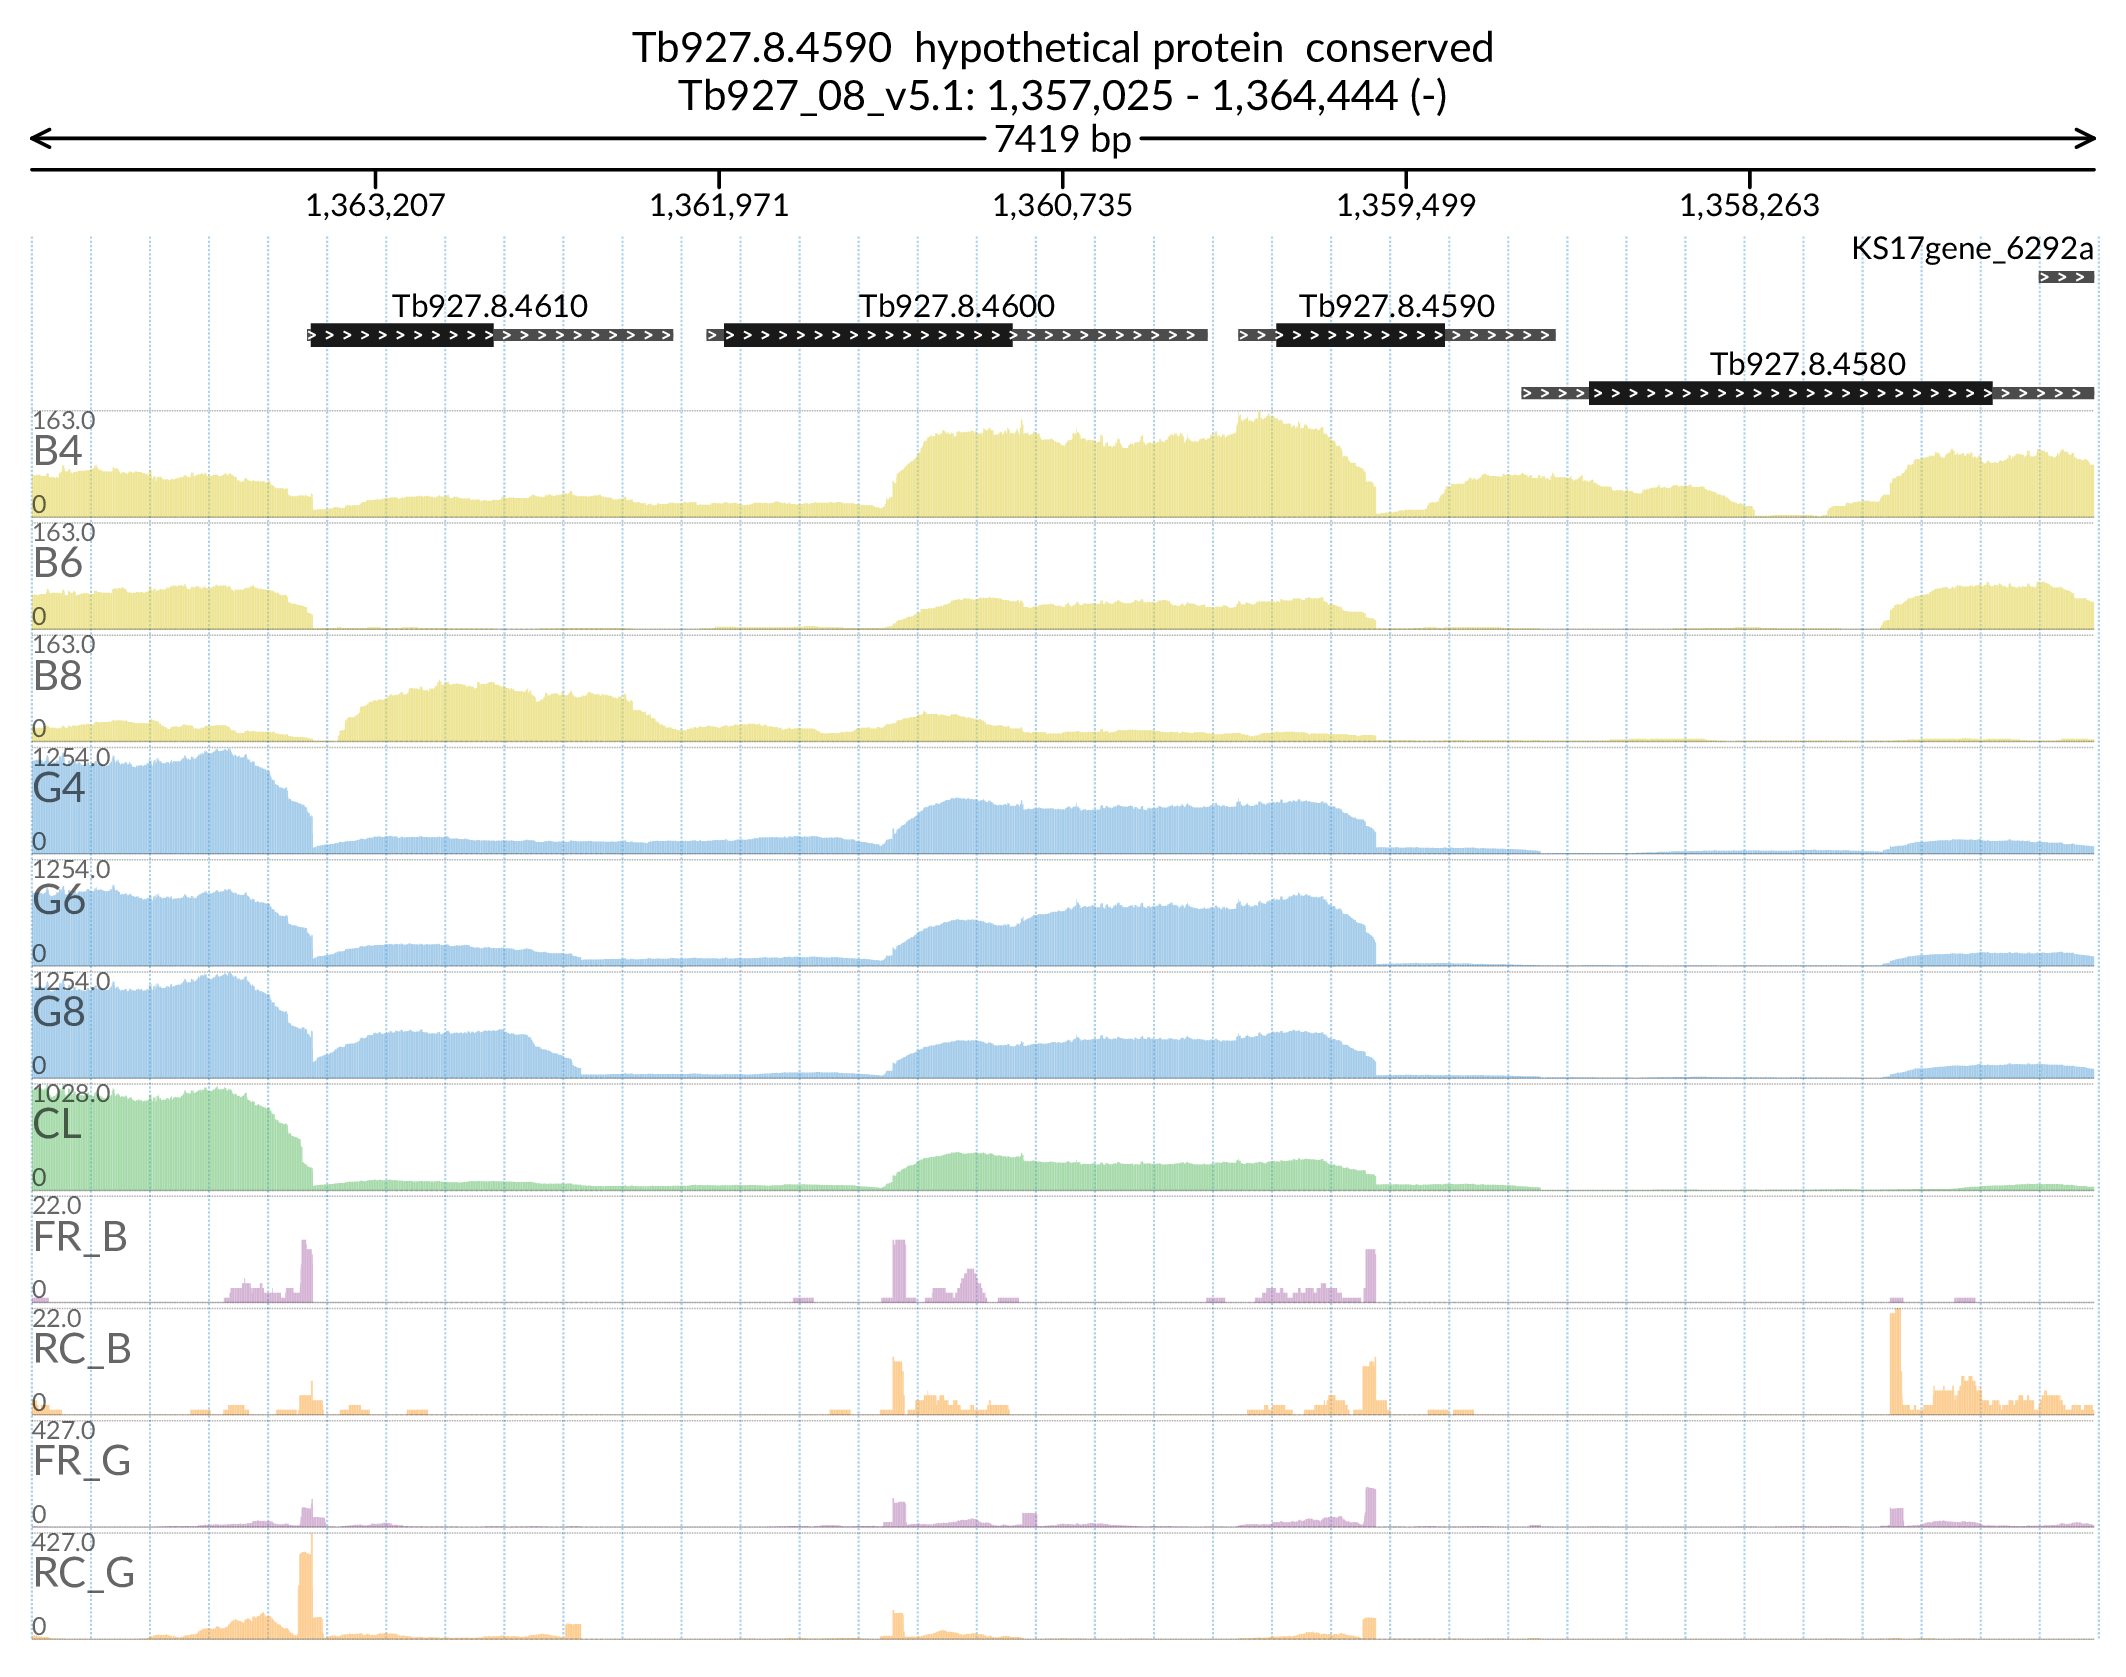 Tb927.8.4590  hypothetical protein  conserved
Tb927_08_v5.1: 1,357,025 - 1,364,444 (-)
7419 bp
1,363,207 1,361,971 1,360,735 1,359,499 1,358,263
KS17gene_6292a
Tb927.8.4610 Tb927.8.4600 Tb927.8.4590
Tb927.8.4580
163.0
B4
0
163.0
B6
0
163.0
B8
0
1254.0
G4
0
1254.0
G6
0
1254.0
G8
0
1028.0
CL
0
22.0
FR_B
0
22.0
RC_B
0
427.0
FR_G
0
427.0
RC_G
0